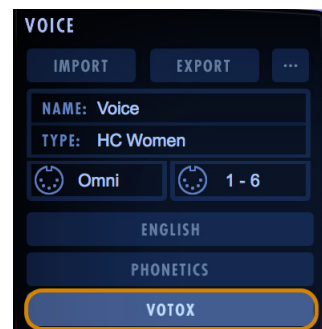 VOICE
IMPORT EXPORT ...
NAME: Voice
TYPE: HC Women
Omni 1 - 6
ENGLISH
PHONETICS
VOTOX